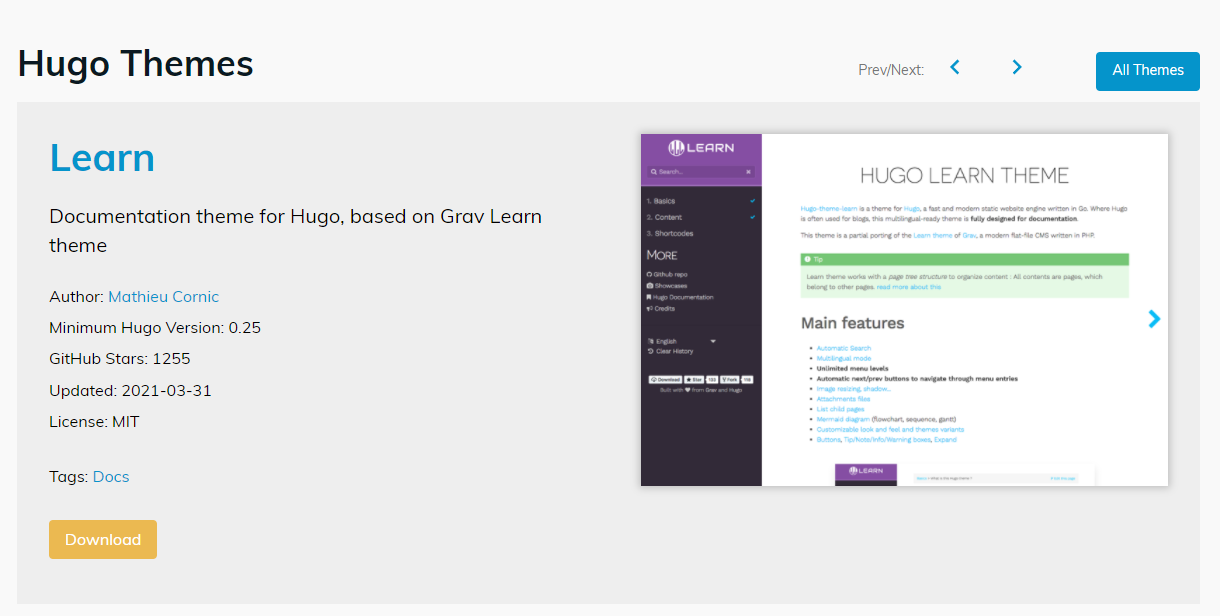 Hugo Themes
Prev/Next:
All Themes
Learn
Documentation theme for Hugo, based on Grav Learn
theme
Author: Mathieu Cornic
Minimum Hugo Version: 0.25
GitHub Stars: 1255
Updated: 2021-03-31
License: MIT
Tags: Docs
Download
LEARN
Search...
1. Basics
2. Content
3. Shortcodes
MORE
Github repo
Showcases
Hugo Documentation
Credits
English
Clear History
Download Star Fork
Built with from Grav and Hugo
HUGO LEARN THEME
Hugo-theme-learn is a theme for Hugo, a fast and modern static website engine written in Go. Where Hugo
is often used for blogs, this multilingual-ready theme is fully designed for documentation.
This theme is a partial porting of the Learn theme of Grav, a modern flat-file CMS written in PHP.
Tip
Learn theme works with a page tree structure to organize content : All contents are pages, which
belong to other pages. read more about this
Main features
Automatic Search
Multilingual mode
Unlimited menu levels
Automatic next/prev buttons to navigate through menu entries
Image resizing, shadow...
Attachments files
List child pages
Mermaid diagram (flowchart, sequence, gantt)
Customizable look and feel and themes variants
Buttons, Tip/Note/Info/Warning boxes, Expand
LEARN